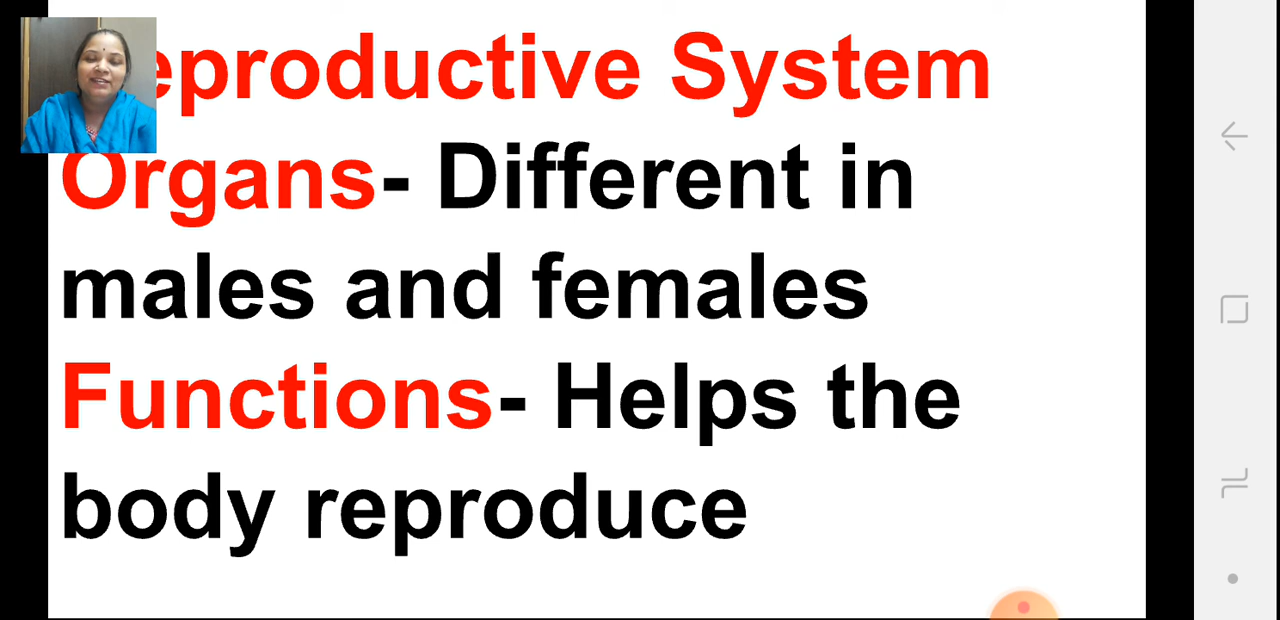 eproductive System
Organs- Different in
males and females
Functions- Helps the
body reproduce